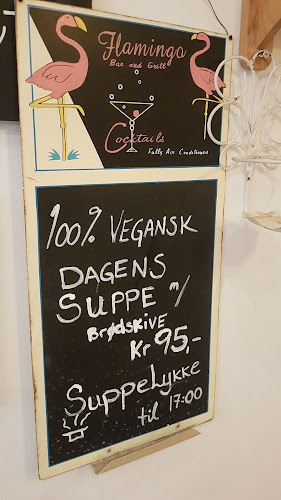 Flamingo
Bar and Grill
Cocktails
Fully Air Conditioned
100% VEGANSK
DAGENS
SUPPE m/
BRØDSKIVE
Kr 95,-
SuppeLykke
til 17:00